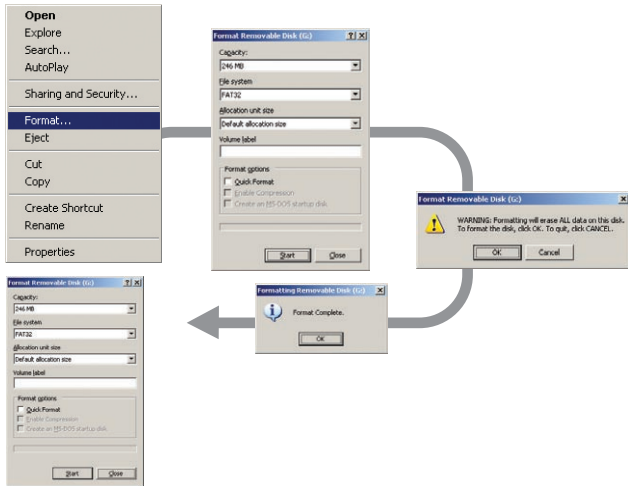 Open
Explore
Search...
AutoPlay
Sharing and Security...
Format...
Eject
Cut
Copy
Create Shortcut
Rename
Properties
Format Removable Disk (G:)
Capacity:
246 MB
File system
FAT32
Allocation unit size
Default allocation size
Volume label
Format options
Quick Format
Enable Compression
Create an MS-DOS startup disk
Start Close
Format Removable Disk (G:)
WARNING: Formatting will erase ALL data on this disk.
To format the disk, click OK. To quit, click CANCEL.
OK Cancel
Formatting Removable Disk (G:)
Format Complete.
OK
Format Removable Disk (G:)
Capacity:
246 MB
File system
FAT32
Allocation unit size
Default allocation size
Volume label
Format options
Quick Format
Enable Compression
Create an MS-DOS startup disk
Start Close